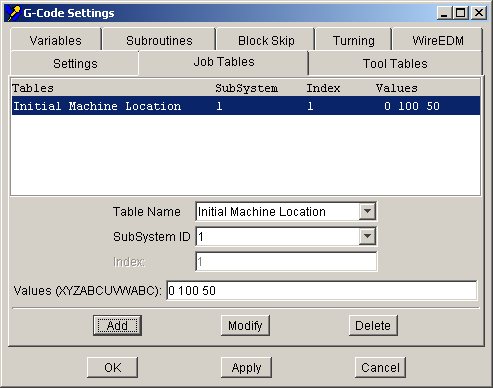 G-Code Settings
Variables Subroutines Block Skip Turning WireEDM
Settings Job Tables Tool Tables
Tables SubSystem Index Values
Initial Machine Location 1 1 0 100 50
Table Name Initial Machine Location
SubSystem ID 1
Index: 1
Values (XYZABCUVWABC): 0 100 50
Add Modify Delete
OK Apply Cancel